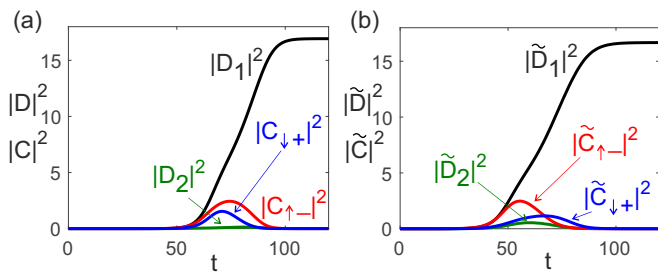 (a)
15
|D₁|²
|D|²
10
|C↓₊|²
|C|²
5
|D₂|²
|C↑₋|²
0
0 50 100
t
(b)
15
|D̃₁|²
|D̃|²
10
|C̃↑₋|²
|C̃|²
|D̃₂|²
5
|C̃↓₊|²
0
0 50 100
t